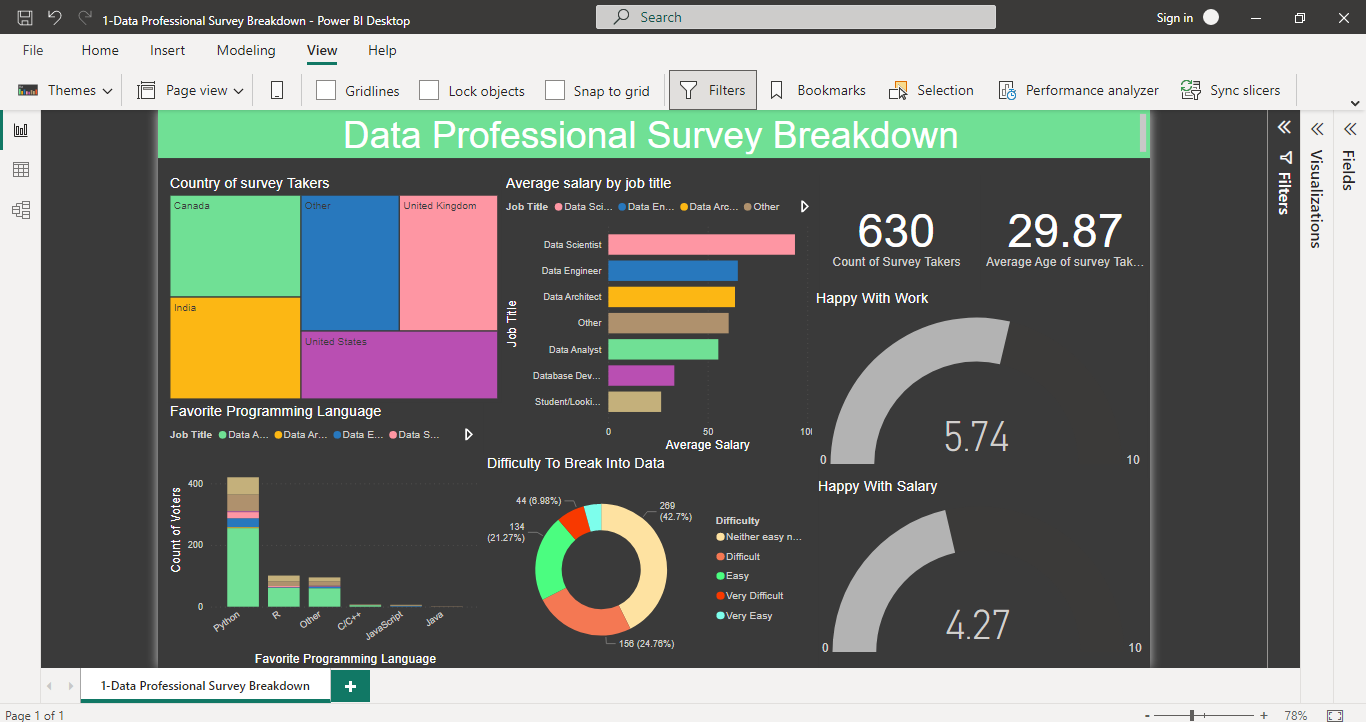 1-Data Professional Survey Breakdown - Power BI Desktop
Search
Sign in
File Home Insert Modeling View Help
Themes Page view Gridlines Lock objects Snap to grid Filters Bookmarks Selection Performance analyzer Sync slicers
Data Professional Survey Breakdown
Country of survey Takers
Canada
Other
United Kingdom
India
United States
Average salary by job title
Job Title Data Sci... Data En... Data Arc... Other
Job Title
Data Scientist
Data Engineer
Data Architect
Other
Data Analyst
Database Dev...
Student/Looki...
0 50 10
Average Salary
630
Count of Survey Takers
29.87
Average Age of survey Tak...
Happy With Work
5.74
0 10
Happy With Salary
4.27
0 10
Favorite Programming Language
Job Title Data A... Data Ar... Data E... Data S...
Count of Voters
400
200
0
Python R Other C/C++ JavaScript Java
Favorite Programming Language
Difficulty To Break Into Data
44 (6.98%)
269
(42.7%)
134
(21.27%)
156 (24.76%)
Difficulty
Neither easy n...
Difficult
Easy
Very Difficult
Very Easy
Filters
Visualizations
Fields
1-Data Professional Survey Breakdown
+
Page 1 of 1
- + 78%